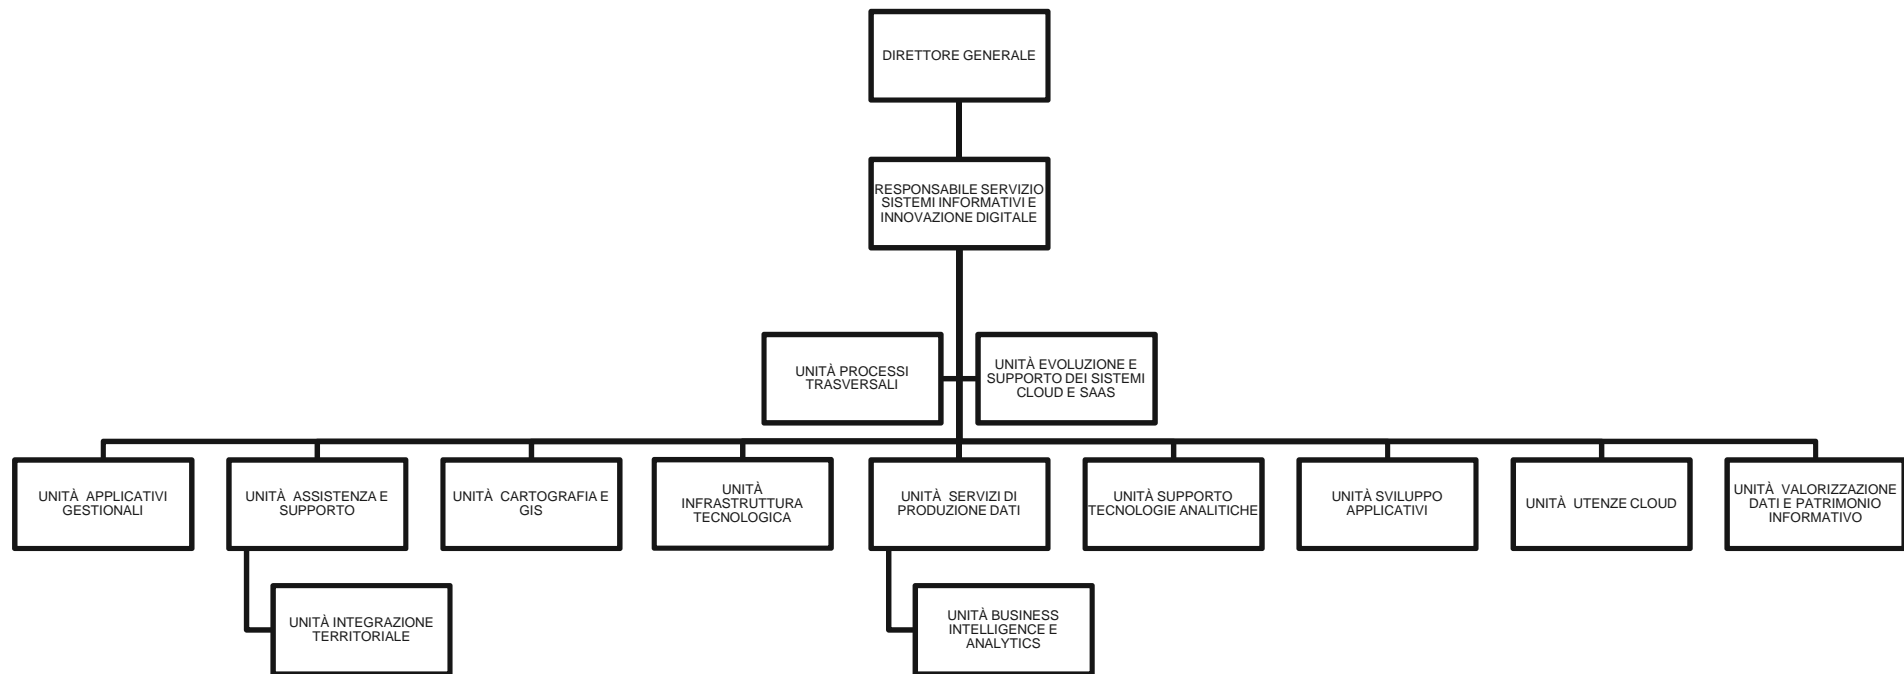 DIRETTORE GENERALE
RESPONSABILE SERVIZIO
SISTEMI INFORMATIVI E
INNOVAZIONE DIGITALE
UNITÀ PROCESSI
TRASVERSALI
UNITÀ EVOLUZIONE E
SUPPORTO DEI SISTEMI
CLOUD E SAAS
UNITÀ APPLICATIVI
GESTIONALI
UNITÀ ASSISTENZA E
SUPPORTO
UNITÀ CARTOGRAFIA E
GIS
UNITÀ
INFRASTRUTTURA
TECNOLOGICA
UNITÀ SERVIZI DI
PRODUZIONE DATI
UNITÀ SUPPORTO
TECNOLOGIE ANALITICHE
UNITÀ SVILUPPO
APPLICATIVI
UNITÀ UTENZE CLOUD
UNITÀ VALORIZZAZIONE
DATI E PATRIMONIO
INFORMATIVO
UNITÀ INTEGRAZIONE
TERRITORIALE
UNITÀ BUSINESS
INTELLIGENCE E
ANALYTICS